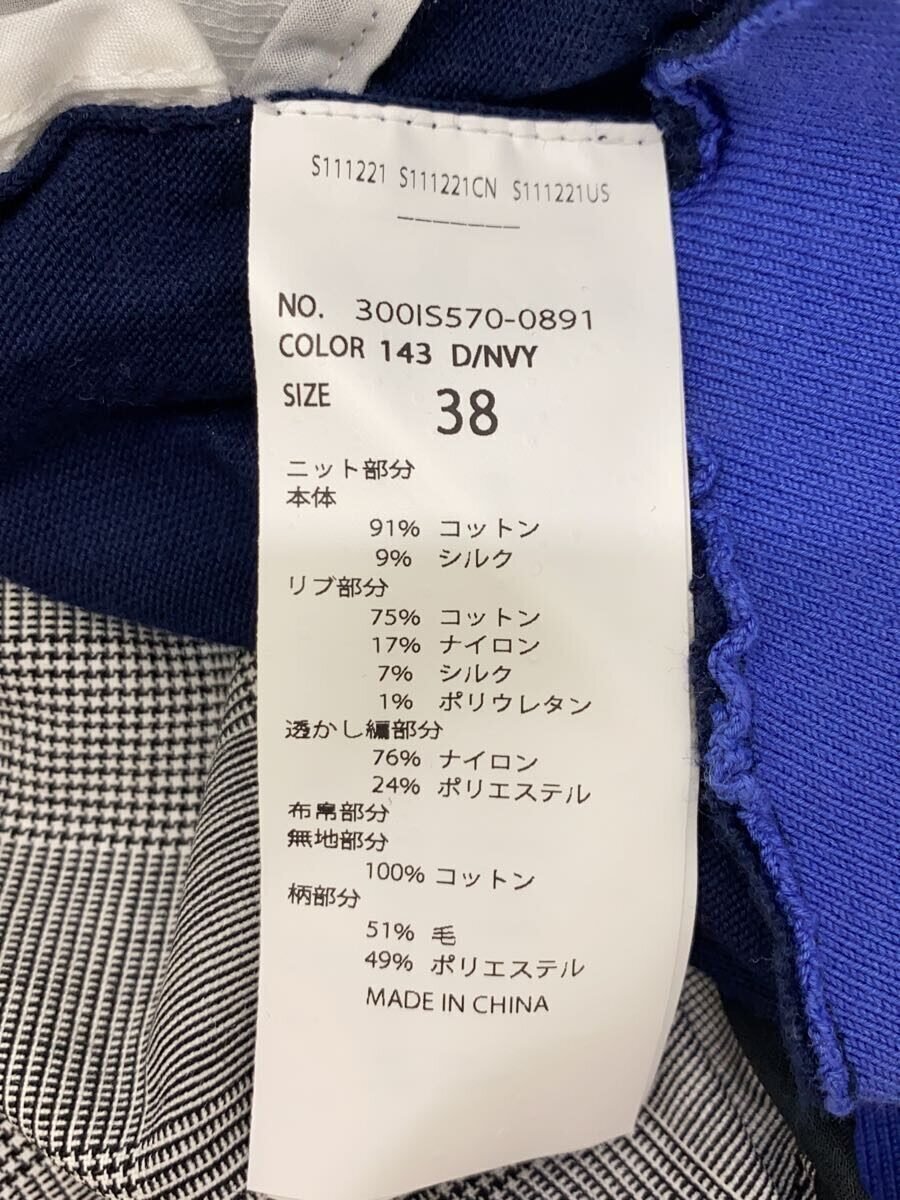 S111221 S111221CN S111221US
-------
NO. 300IS570-0891
COLOR 143 D/NVY
SIZE 38
ニット部分
本体
91% コットン
9% シルク
リブ部分
75% コットン
17% ナイロン
7% シルク
1% ポリウレタン
透かし編部分
76% ナイロン
24% ポリエステル
布帛部分
無地部分
100% コットン
柄部分
51% 毛
49% ポリエステル
MADE IN CHINA